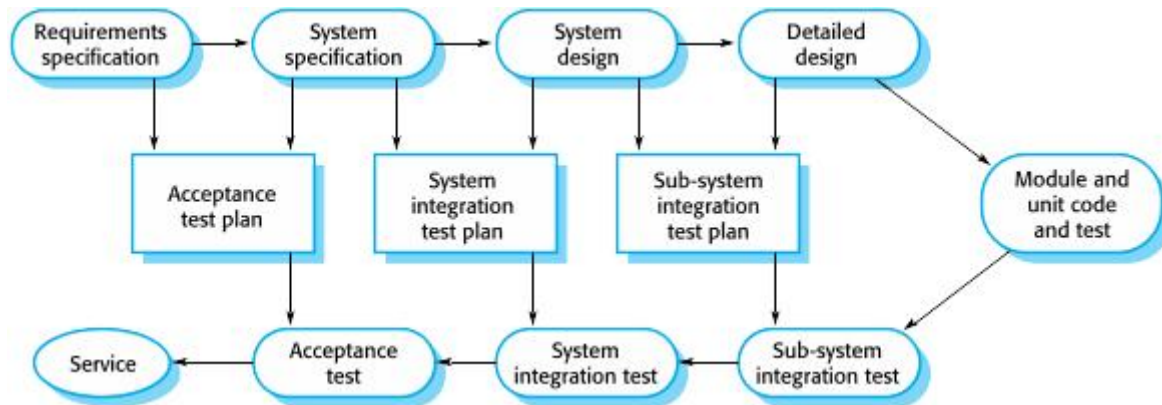 Requirements
specification
System
specification
System
design
Detailed
design
Acceptance
test plan
System
integration
test plan
Sub-system
integration
test plan
Module and
unit code
and test
Service
Acceptance
test
System
integration test
Sub-system
integration test